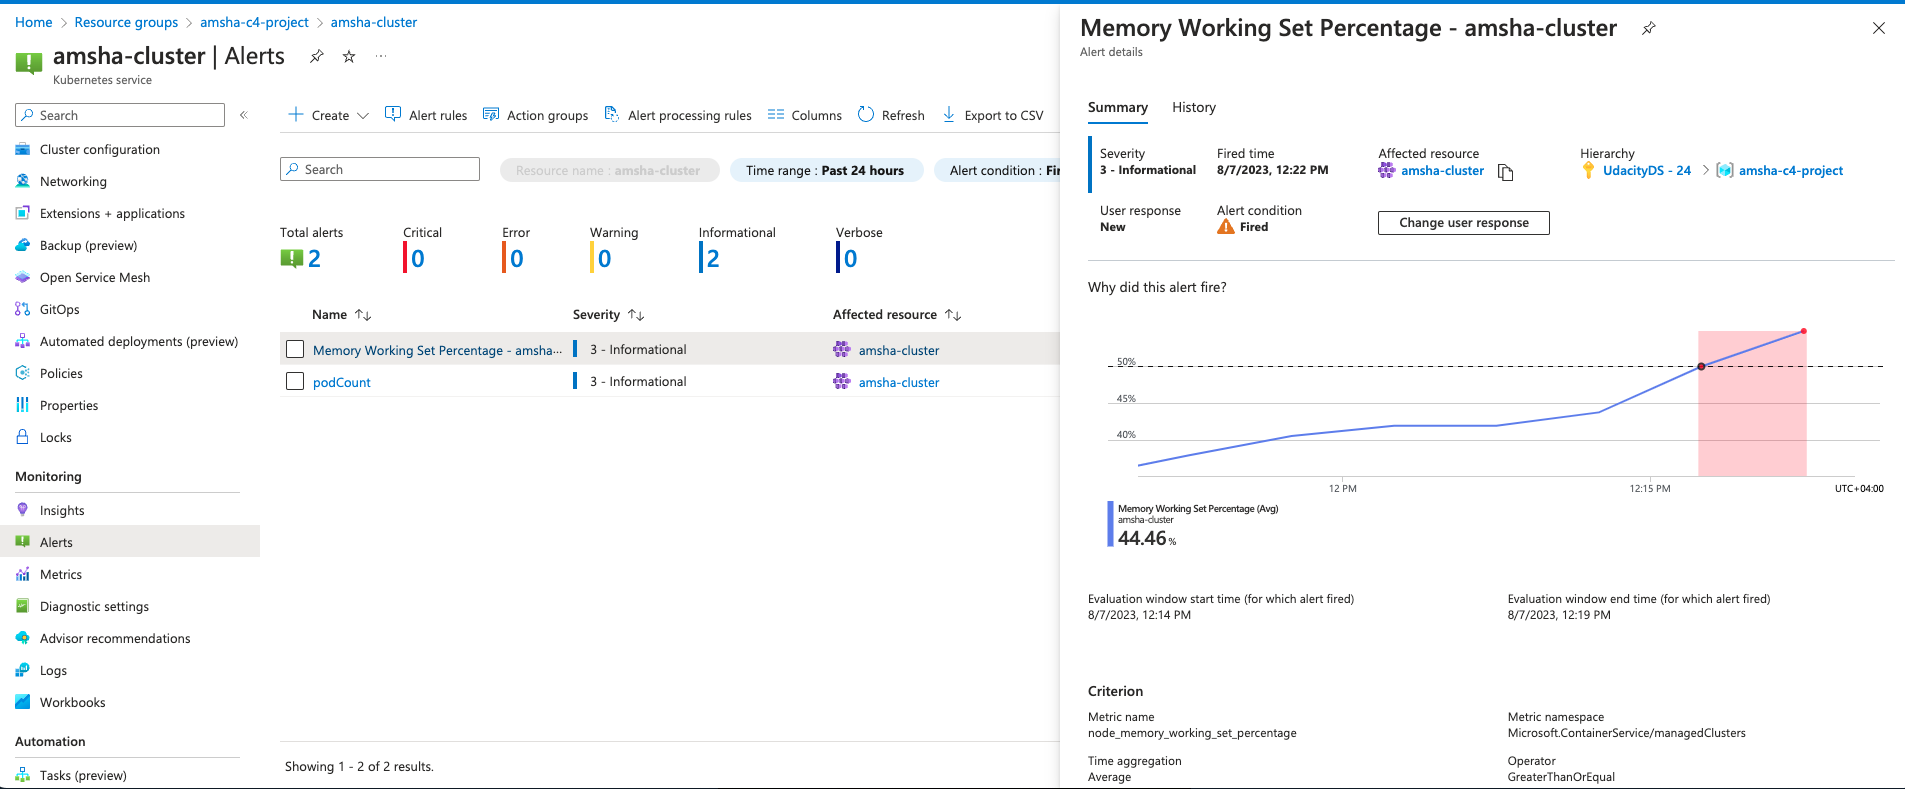 Home > Resource groups > amsha-c4-project > amsha-cluster
amsha-cluster | Alerts
Kubernetes service
Search
Cluster configuration
Networking
Extensions + applications
Backup (preview)
Open Service Mesh
GitOps
Automated deployments (preview)
Policies
Properties
Locks
Monitoring
Insights
Alerts
Metrics
Diagnostic settings
Advisor recommendations
Logs
Workbooks
Automation
Tasks (preview)
Create Alert rules Action groups Alert processing rules Columns Refresh Export to CSV
Search Resource name : amsha-cluster Time range : Past 24 hours Alert condition : Fir
Total alerts Critical Error Warning Informational Verbose
2 0 0 0 2 0
Name Severity Affected resource
Memory Working Set Percentage - amsha... 3 - Informational amsha-cluster
podCount 3 - Informational amsha-cluster
Showing 1 - 2 of 2 results.
Memory Working Set Percentage - amsha-cluster
Alert details
Summary History
Severity Fired time Affected resource Hierarchy
3 - Informational 8/7/2023, 12:22 PM amsha-cluster UdacityDS - 24 > amsha-c4-project
User response Alert condition
New Fired Change user response
Why did this alert fire?
50%
45%
40%
12 PM 12:15 PM UTC+04:00
Memory Working Set Percentage (Avg)
amsha-cluster
44.46 %
Evaluation window start time (for which alert fired) Evaluation window end time (for which alert fired)
8/7/2023, 12:14 PM 8/7/2023, 12:19 PM
Criterion
Metric name Metric namespace
node_memory_working_set_percentage Microsoft.ContainerService/managedClusters
Time aggregation Operator
Average GreaterThanOrEqual